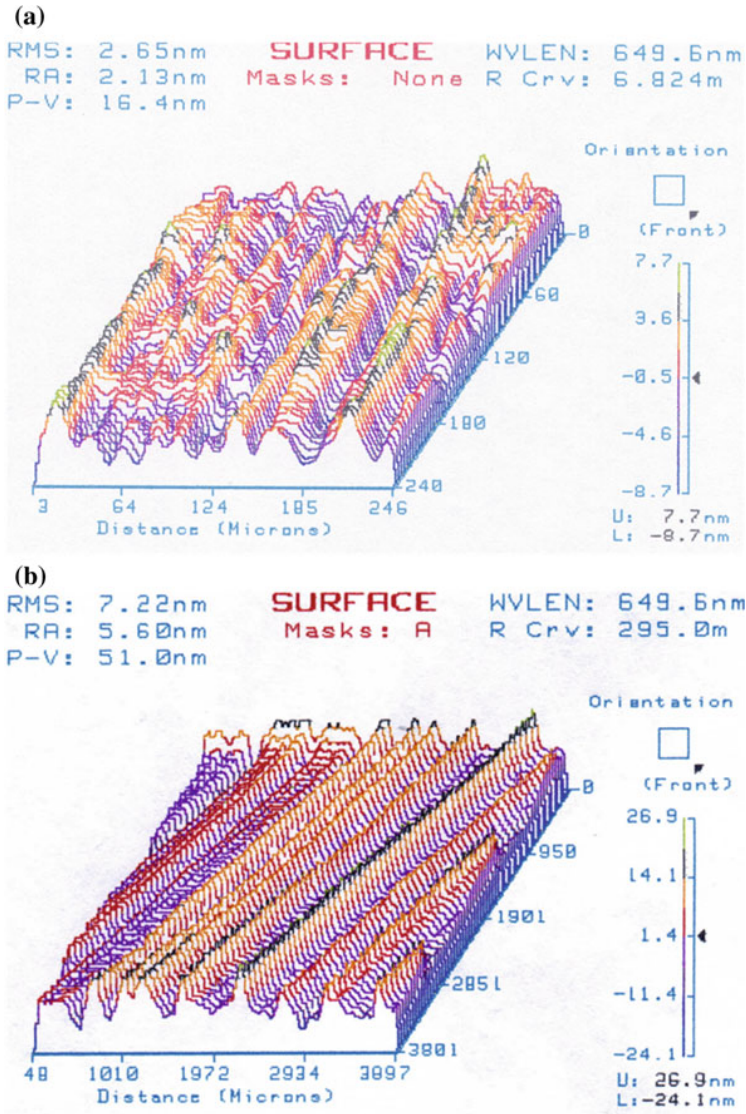 (a)
RMS: 2.65nm SURFACE WVLEN: 649.6nm
RA: 2.13nm Masks: None R Crv: 6.824m
P-V: 16.4nm
Orientation
(Front)
0
60
120
180
240
7.7
3.6
-0.5
-4.6
-8.7
3 64 124 185 246
Distance (Microns)
U: 7.7nm
L: -8.7nm
(b)
RMS: 7.22nm SURFACE WVLEN: 649.6nm
RA: 5.60nm Masks: A R Crv: 295.0m
P-V: 51.0nm
Orientation
(Front)
0
950
1901
2851
3801
26.9
14.1
1.4
-11.4
-24.1
48 1010 1972 2934 3897
Distance (Microns)
U: 26.9nm
L:-24.1nm